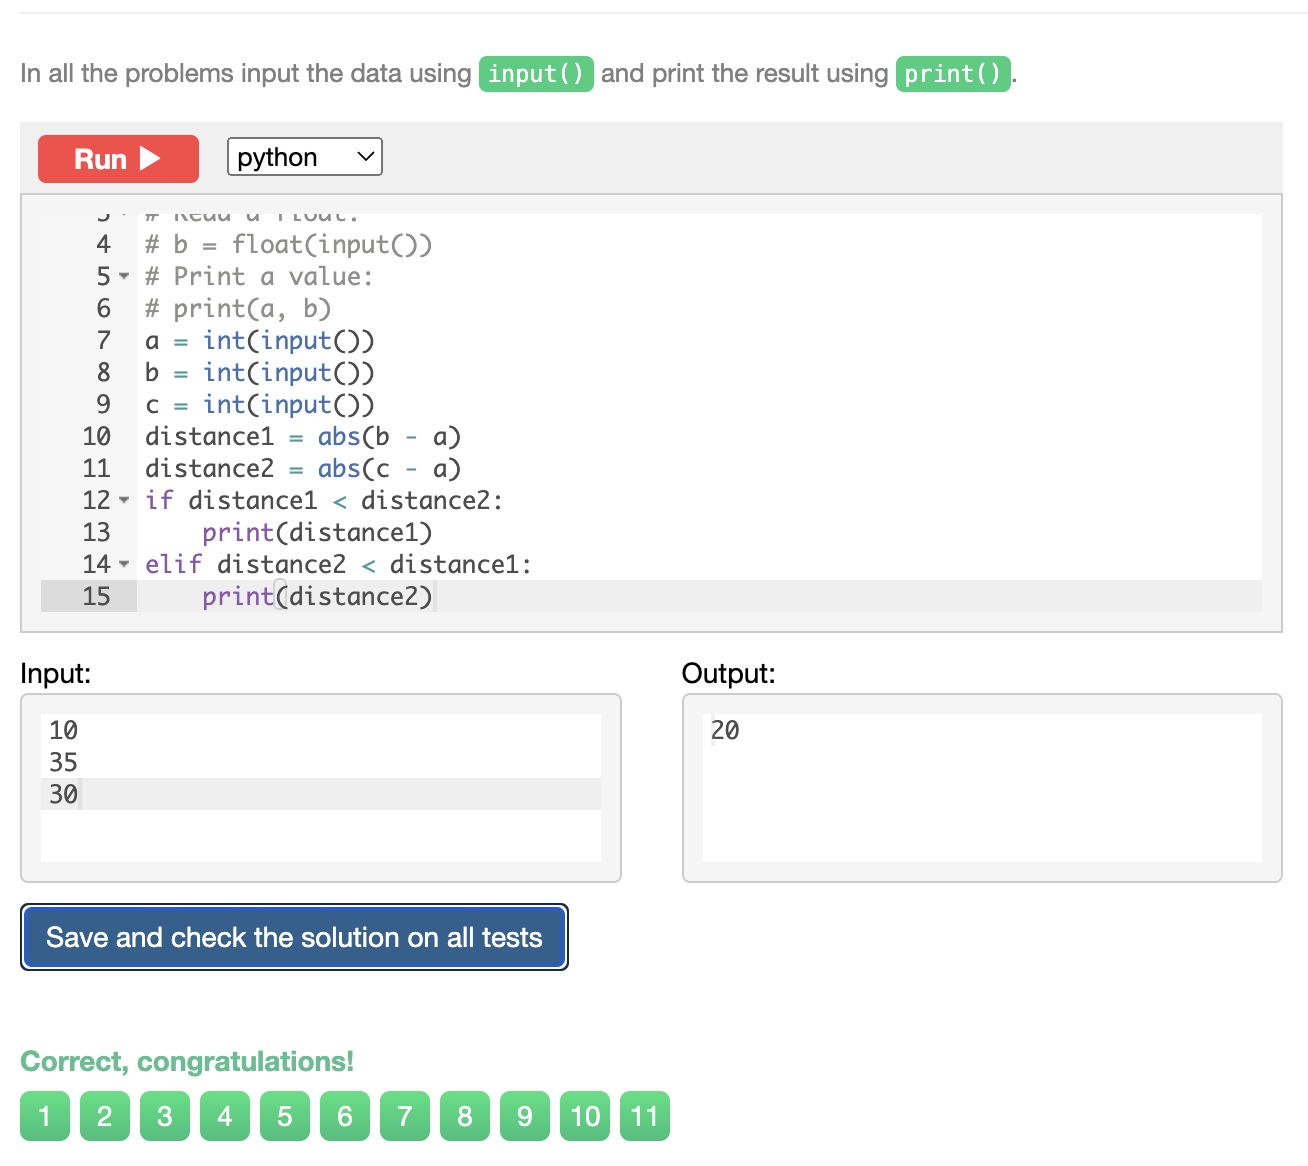 In all the problems input the data using input() and print the result using print().
Run
python
3 # Read a float:
4 # b = float(input())
5 # Print a value:
6 # print(a, b)
7 a = int(input())
8 b = int(input())
9 c = int(input())
10 distance1 = abs(b - a)
11 distance2 = abs(c - a)
12 if distance1 < distance2:
13     print(distance1)
14 elif distance2 < distance1:
15     print(distance2)
Input:
10
35
30
Output:
20
Save and check the solution on all tests
Correct, congratulations!
1 2 3 4 5 6 7 8 9 10 11